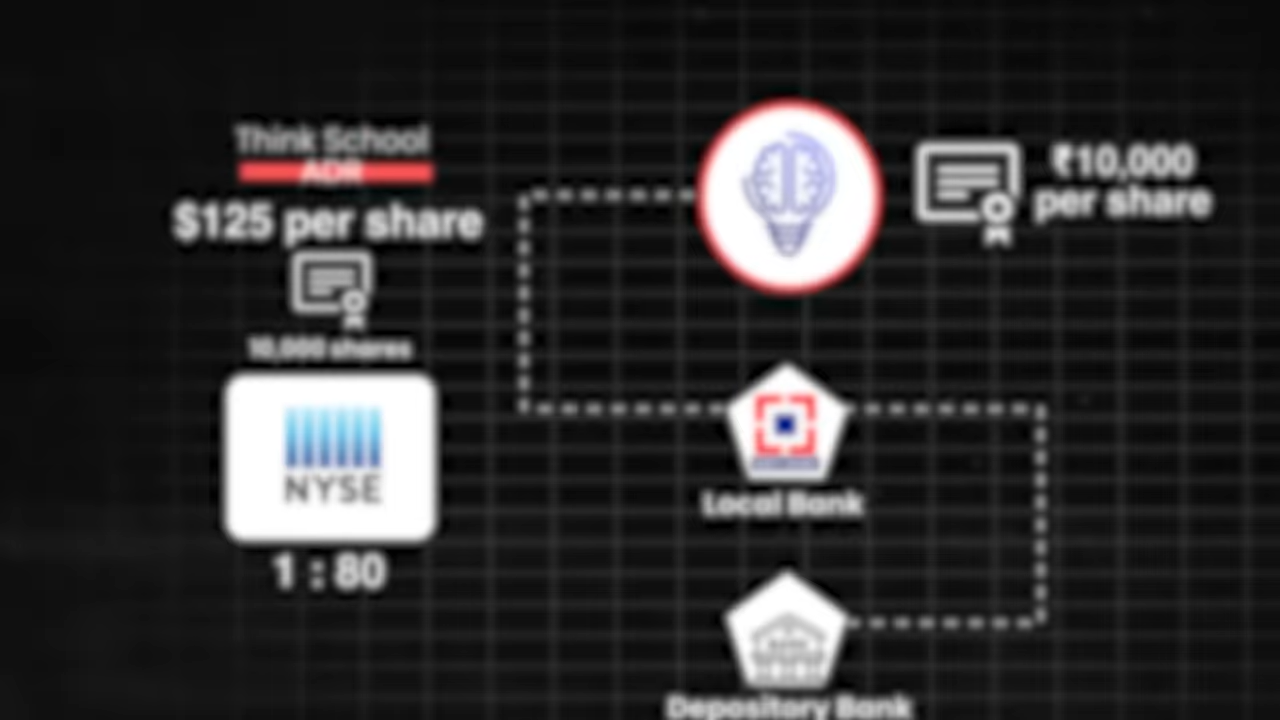 Think School
ADR
$125 per share
10,000 shares
NYSE
1 : 80
₹10,000
per share
Local Bank
Depository Bank